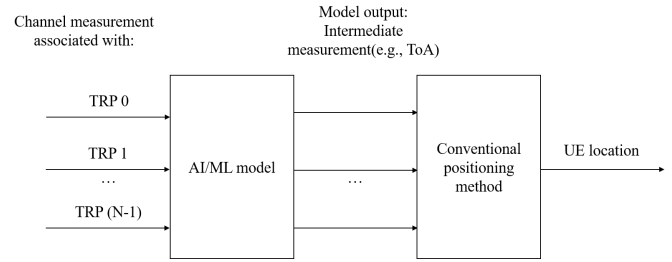 Channel measurement
associated with:
Model output:
Intermediate
measurement(e.g., ToA)
TRP 0
TRP 1
…
TRP (N-1)
AI/ML model
…
Conventional
positioning
method
UE location